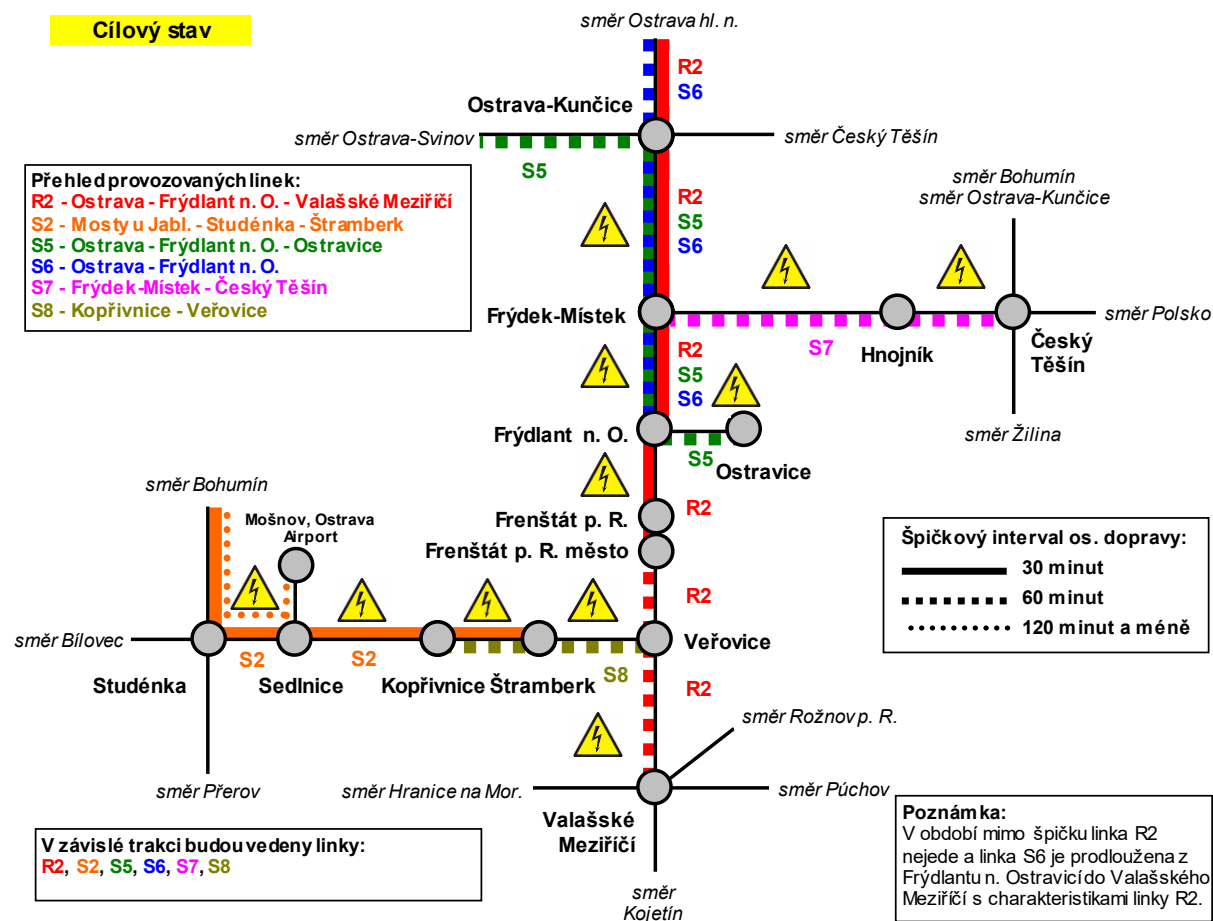 Cílový stav
směr Ostrava hl. n.
R2
S6
Ostrava-Kunčice
směr Ostrava-Svinov
směr Český Těšín
S5
Přehled provozovaných linek:
R2 - Ostrava - Frýdlant n. O. - Valašské Meziříčí
S2 - Mosty u Jabl. - Studénka - Štramberk
S5 - Ostrava - Frýdlant n. O. - Ostravice
S6 - Ostrava - Frýdlant n. O.
S7 - Frýdek-Místek - Český Těšín
S8 - Kopřivnice - Veřovice
R2
S5
S6
směr Bohumín
směr Ostrava-Kunčice
Frýdek-Místek
směr Polsko
S7
Hnojník
Český
Těšín
R2
S5
S6
Frýdlant n. O.
směr Žilina
S5
Ostravice
směr Bohumín
Mošnov, Ostrava
Airport
Frenštát p. R.
R2
Frenštát p. R. město
Špičkový interval os. dopravy:
30 minut
60 minut
120 minut a méně
R2
směr Bílovec
Veřovice
S2
S2
S8
Studénka
Sedlnice
Kopřivnice
Štramberk
R2
směr Rožnov p. R.
směr Přerov
směr Hranice na Mor.
směr Púchov
Valašské
Meziříčí
směr
Kojetín
V závislé trakci budou vedeny linky:
R2, S2, S5, S6, S7, S8
Poznámka:
V období mimo špičku linka R2
nejede a linka S6 je prodloužena z
Frýdlantu n. Ostravicí do Valašského
Meziříčí s charakteristikami linky R2.